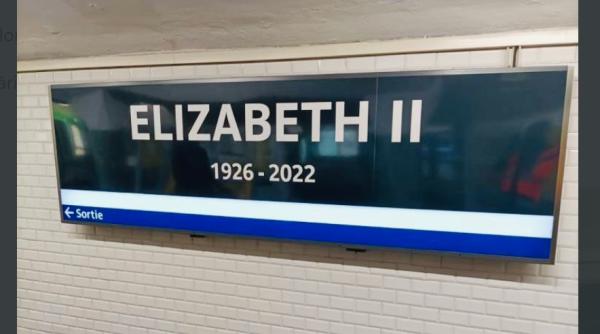 ELIZABETH II
1926 - 2022
← Sortie